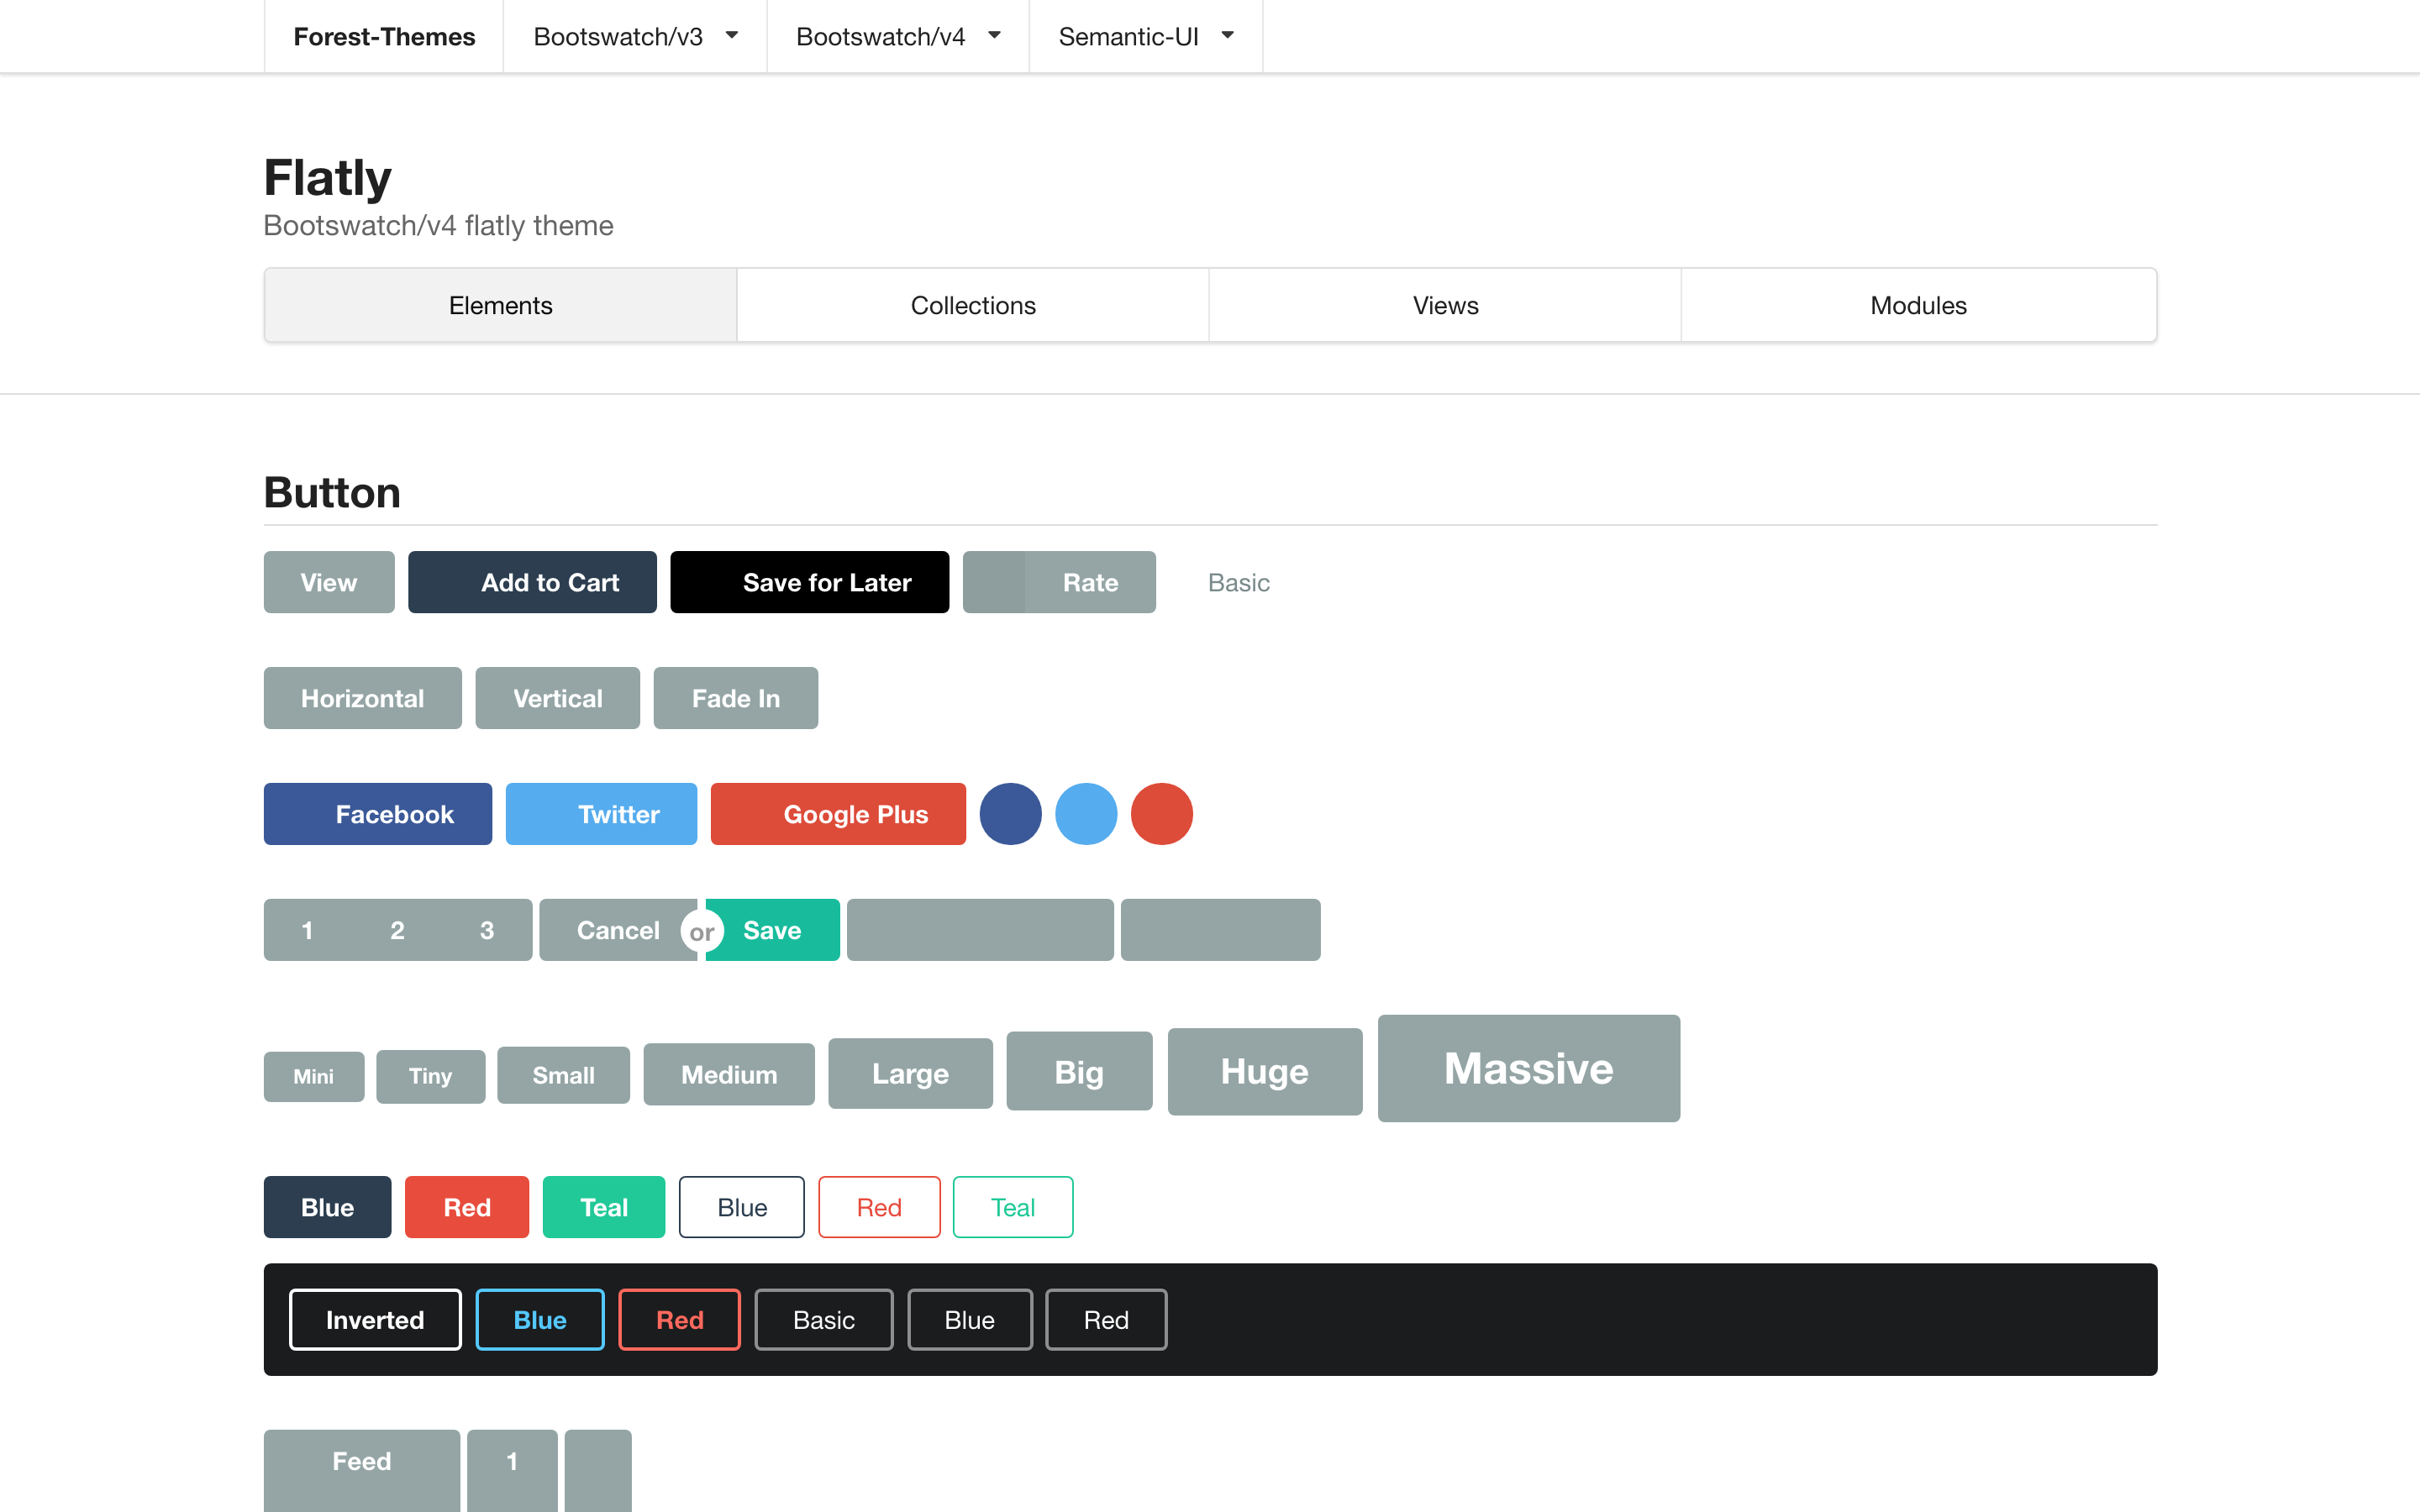 Forest-Themes Bootswatch/v3 Bootswatch/v4 Semantic-UI
Flatly
Bootswatch/v4 flatly theme
Elements Collections Views Modules
Button
View Add to Cart Save for Later Rate Basic
Horizontal Vertical Fade In
Facebook Twitter Google Plus
1 2 3 Cancel or Save
Mini Tiny Small Medium Large Big Huge Massive
Blue Red Teal Blue Red Teal
Inverted Blue Red Basic Blue Red
Feed 1